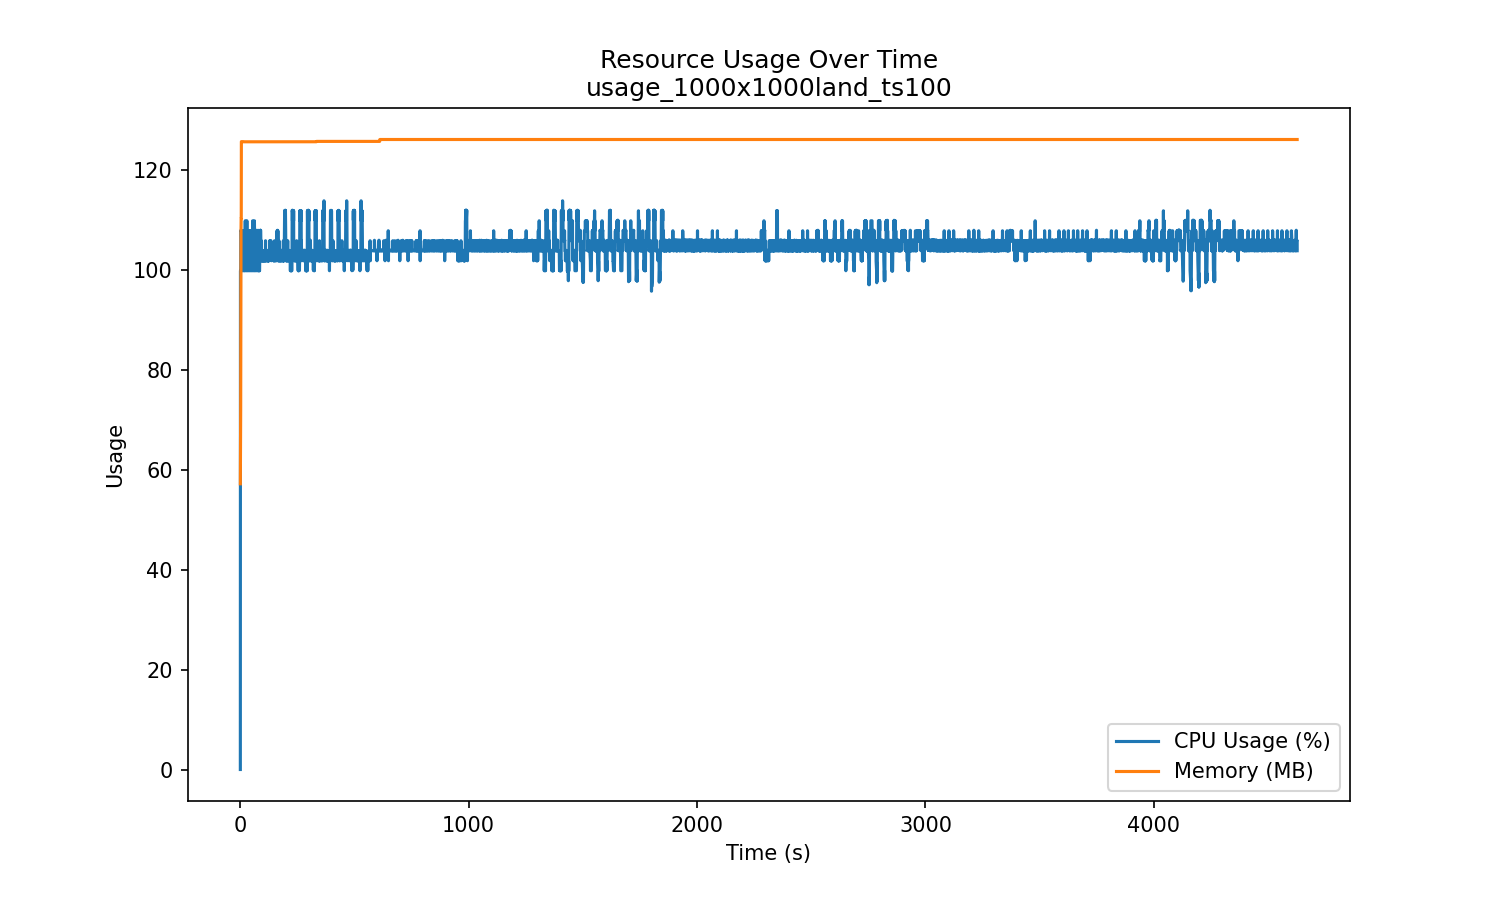 Resource Usage Over Time
usage_1000x1000land_ts100
120
100
80
60
40
20
0
Usage
0 1000 2000 3000 4000
Time (s)
CPU Usage (%)
Memory (MB)